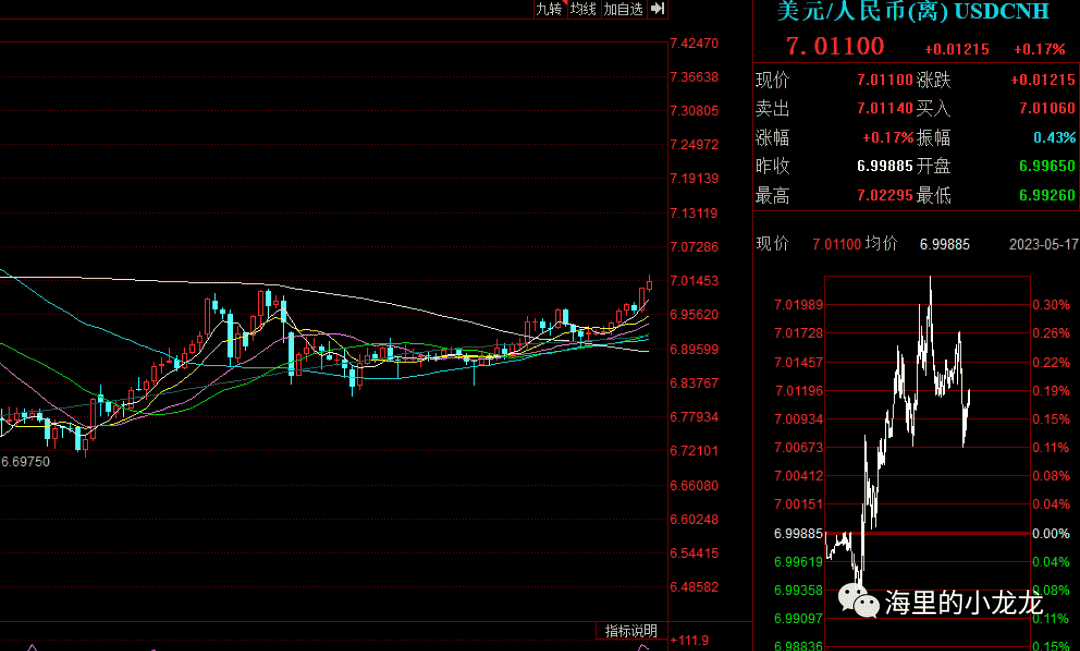 九转 均线 加自选
美元/人民币(离) USDCNH
7.01100 +0.01215 +0.17%
现价 7.01100 涨跌 +0.01215
卖出 7.01140 买入 7.01060
涨幅 +0.17% 振幅 0.43%
昨收 6.99885 开盘 6.99650
最高 7.02295 最低 6.99260
现价 7.01100 均价 6.99885 2023-05-17
7.42470
7.36638
7.30805
7.24972
7.19139
7.13119
7.07286
7.01453
6.95620
6.89599
6.83767
6.77934
6.72101
6.66080
6.60248
6.54415
6.48582
6.69750
指标说明
+111.9
7.01989 0.30%
7.01728 0.26%
7.01457 0.22%
7.01196 0.19%
7.00934 0.15%
7.00673 0.11%
7.00412 0.08%
7.00151 0.04%
6.99885 0.00%
6.99619 0.04%
6.99358 0.08%
6.99097 0.11%
6.98836 0.15%
海里的小龙龙